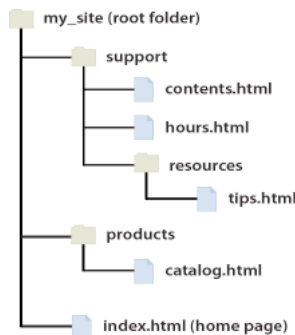 my_site (root folder)
support
contents.html
hours.html
resources
tips.html
products
catalog.html
index.html (home page)